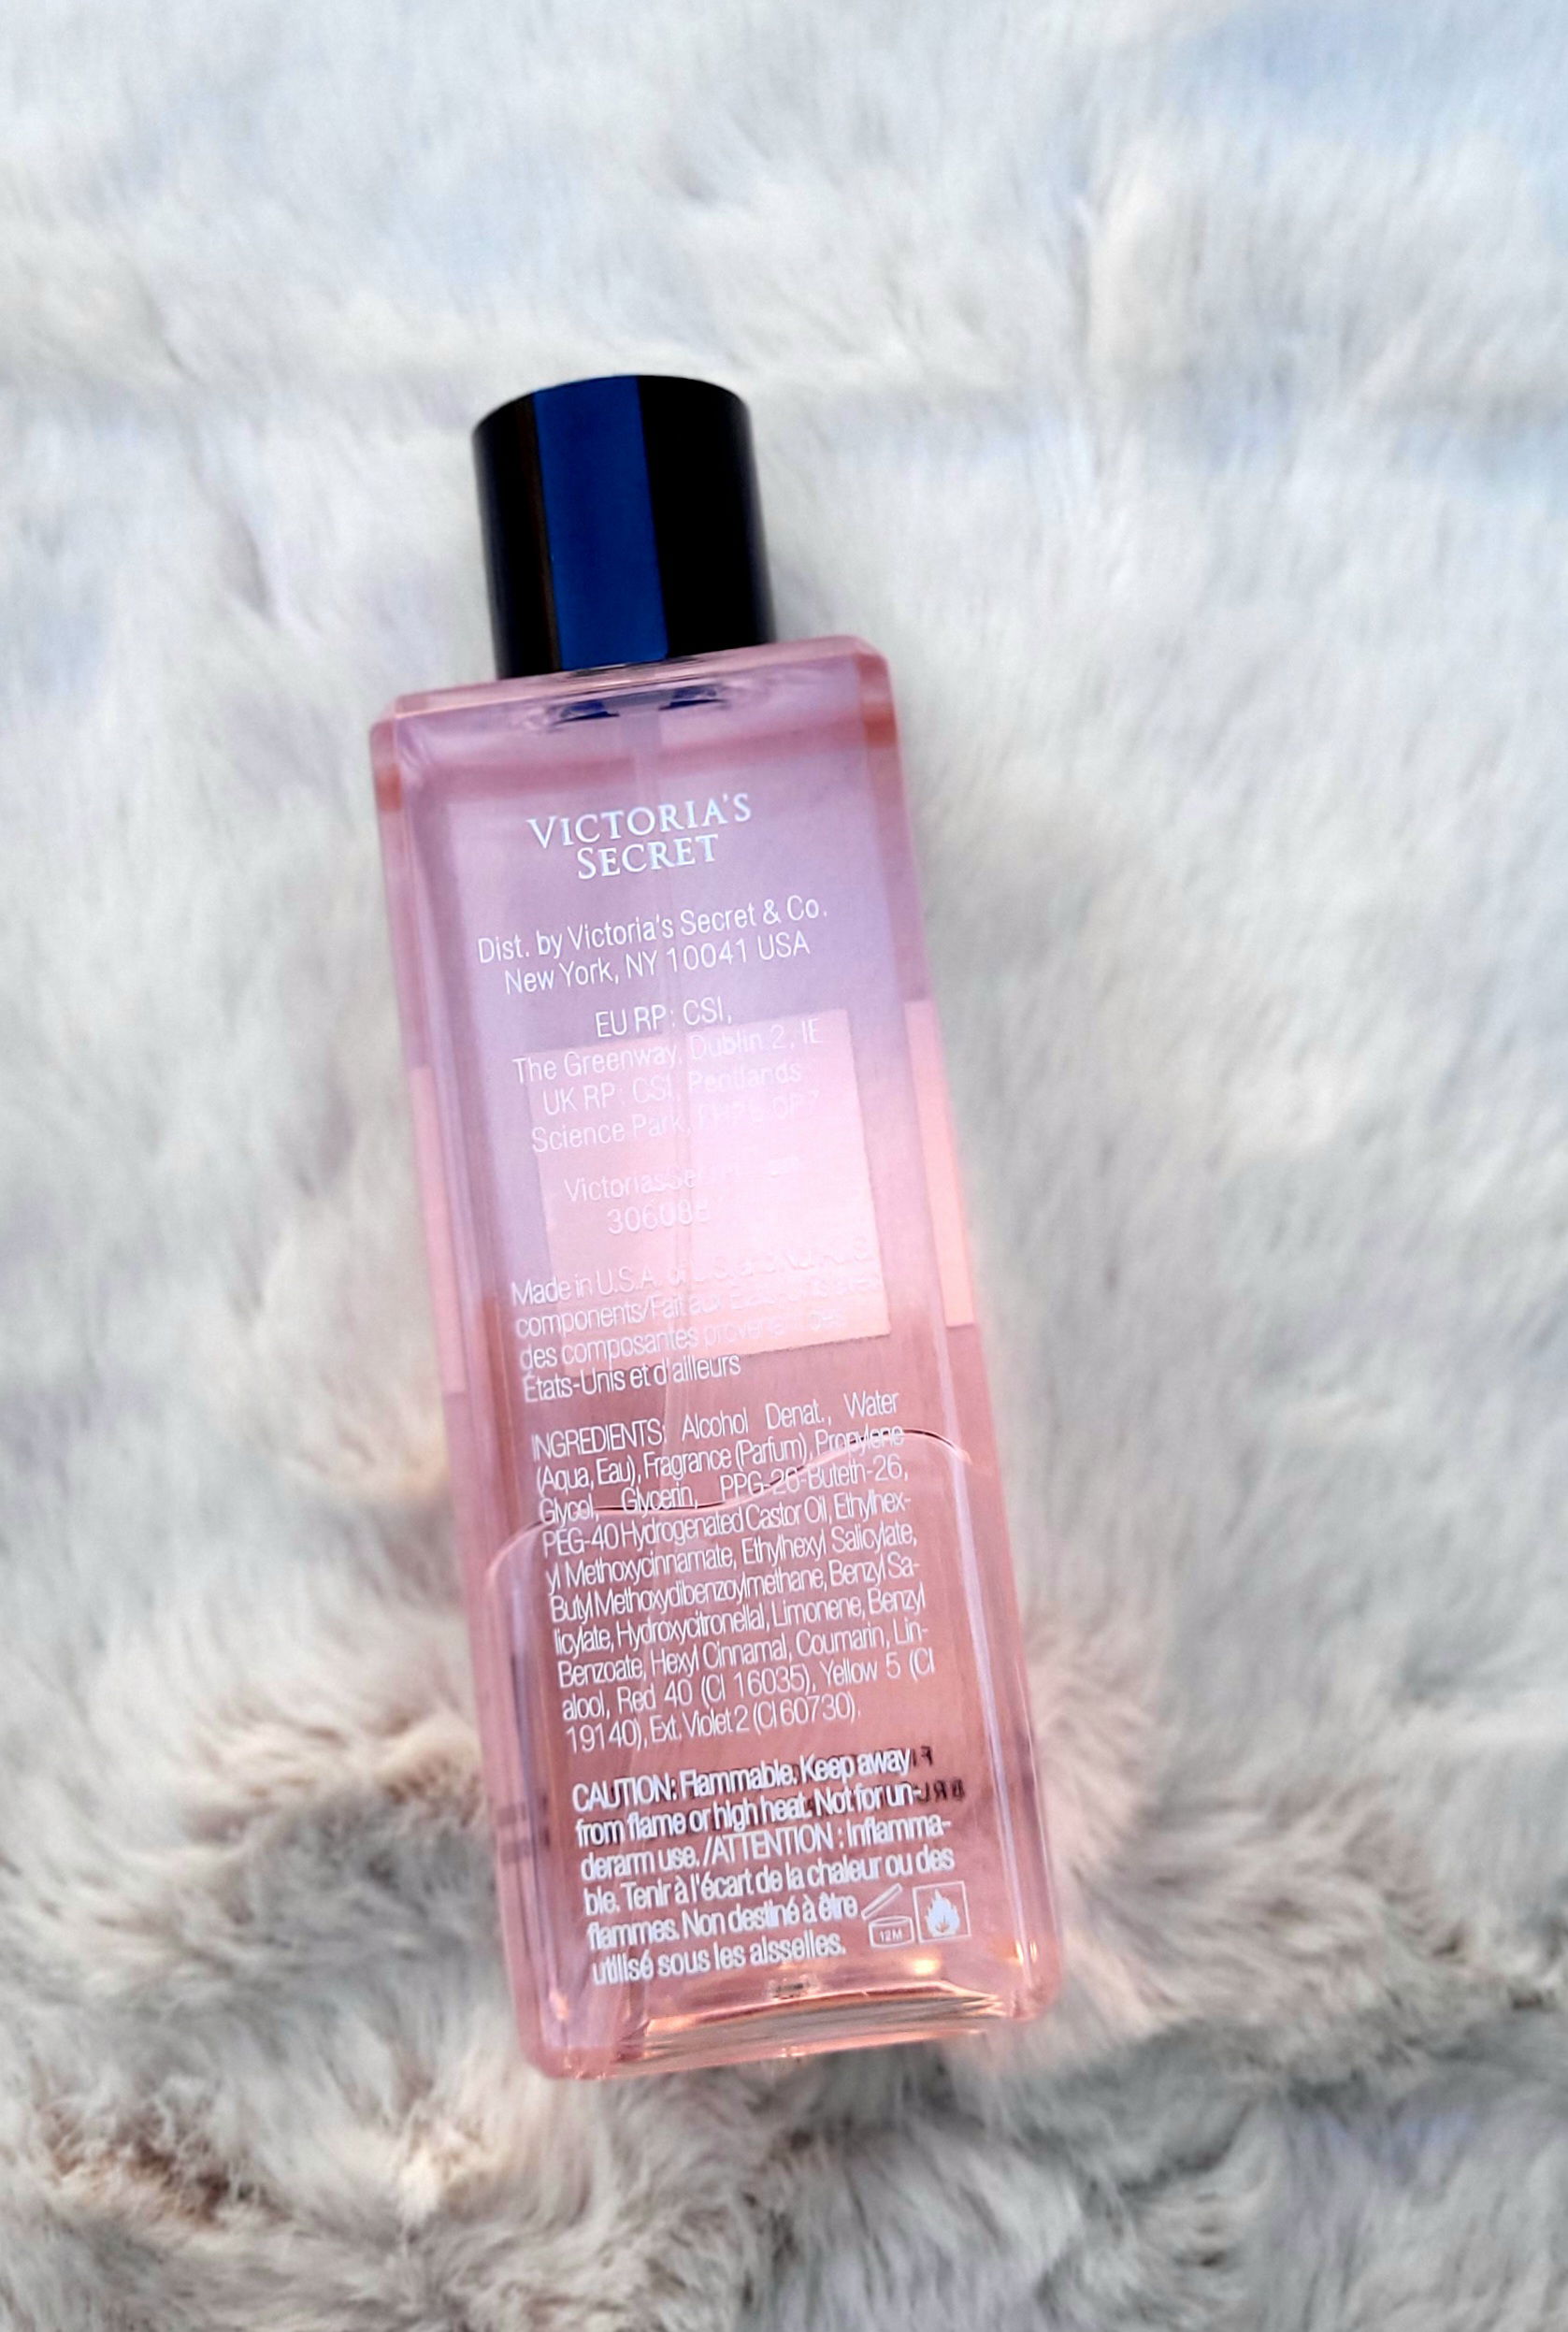 VICTORIA'S
SECRET
Dist. by Victoria's Secret & Co.
New York, NY 10041 USA
EU RP: CSI,
The Greenway, Dublin 2, IE
UK RP: CSI, Pentlands
Science Park,
30608
Made in U.S.A. of U.S. and
components/Fait aux
des composantes provenant des
États-Unis et d'ailleurs
INGREDIENTS: Alcohol Denat., Water
(Aqua, Eau), Fragrance (Parfum), Propylene
Glycol, Glycerin, PPG-26-Buteth-26,
PEG-40 Hydrogenated Castor Oil, Ethylhex-
yl Methoxycinnamate, Ethylhexyl Salicylate,
Butyl Methoxydibenzoylmethane, Benzyl Sa-
licylate, Hydroxycitronellal, Limonene, Benzyl
Benzoate, Hexyl Cinnamal, Coumarin, Lin-
alool, Red 40 (CI 16035), Yellow 5 (CI
19140), Ext. Violet 2 (CI 60730).
CAUTION: Flammable. Keep away
from flame or high heat. Not for un-
derarm use. /ATTENTION : Inflamma-
ble. Tenir à l'écart de la chaleur ou des
flammes. Non destiné à être
utilisé sous les aisselles.
12M